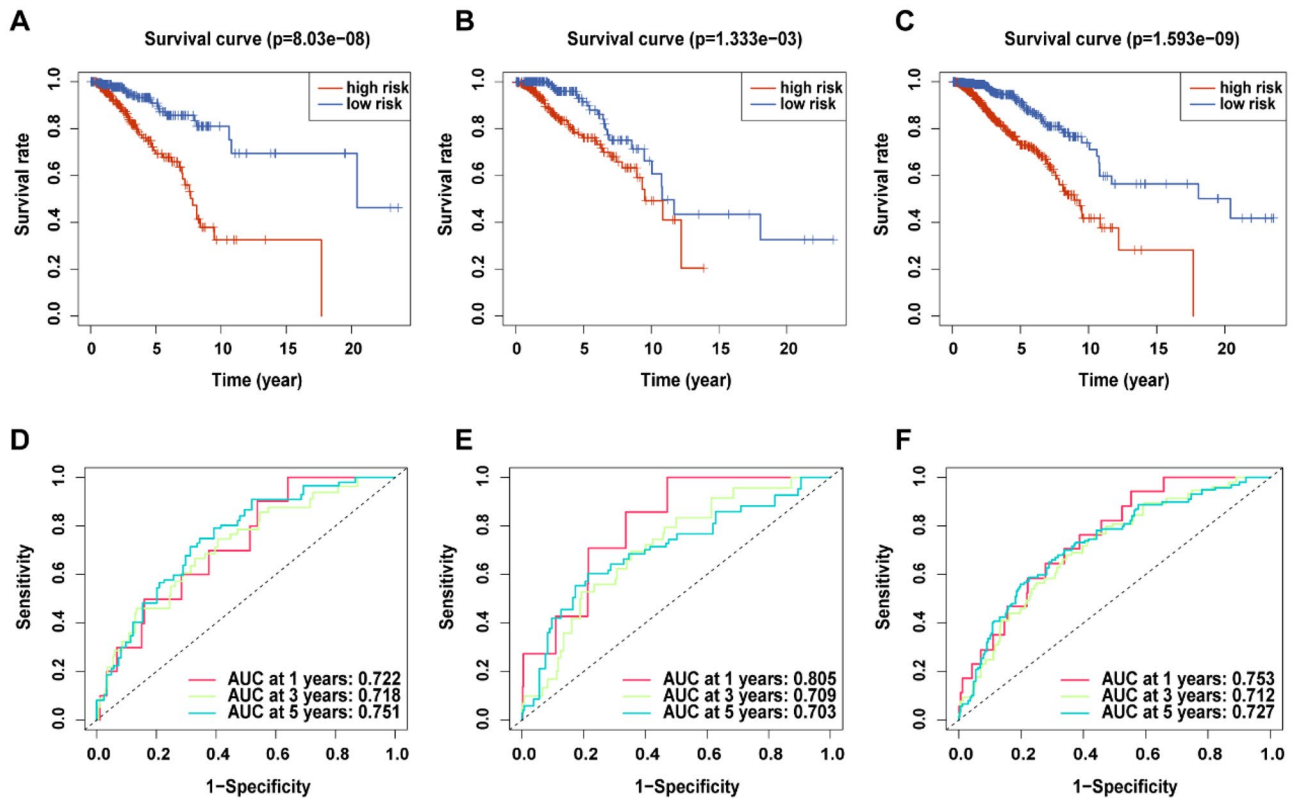 A
Survival curve (p=8.03e−08)
Survival rate
1.0
0.8
0.6
0.4
0.2
0.0
high risk
low risk
0 5 10 15 20
Time (year)
B
Survival curve (p=1.333e−03)
Survival rate
1.0
0.8
0.6
0.4
0.2
0.0
high risk
low risk
0 5 10 15 20
Time (year)
C
Survival curve (p=1.593e−09)
Survival rate
1.0
0.8
0.6
0.4
0.2
0.0
high risk
low risk
0 5 10 15 20
Time (year)
D
Sensitivity
1.0
0.8
0.6
0.4
0.2
0.0
AUC at 1 years: 0.722
AUC at 3 years: 0.718
AUC at 5 years: 0.751
0.0 0.2 0.4 0.6 0.8 1.0
1−Specificity
E
Sensitivity
1.0
0.8
0.6
0.4
0.2
0.0
AUC at 1 years: 0.805
AUC at 3 years: 0.709
AUC at 5 years: 0.703
0.0 0.2 0.4 0.6 0.8 1.0
1−Specificity
F
Sensitivity
1.0
0.8
0.6
0.4
0.2
0.0
AUC at 1 years: 0.753
AUC at 3 years: 0.712
AUC at 5 years: 0.727
0.0 0.2 0.4 0.6 0.8 1.0
1−Specificity